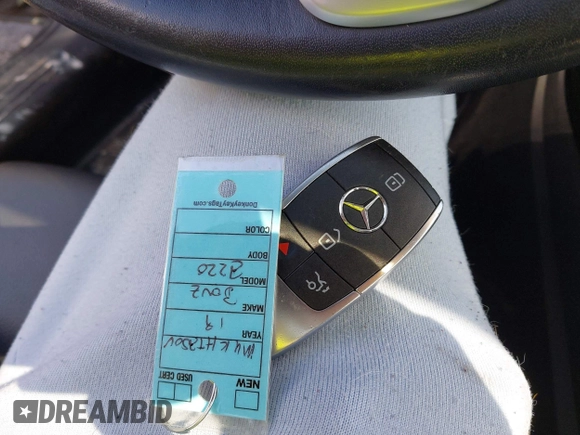 DonkeyKeyTags.com
COLOR
BODY
MODEL
MAKE
19
YEAR
NEW
USED CERT
DREAMBID